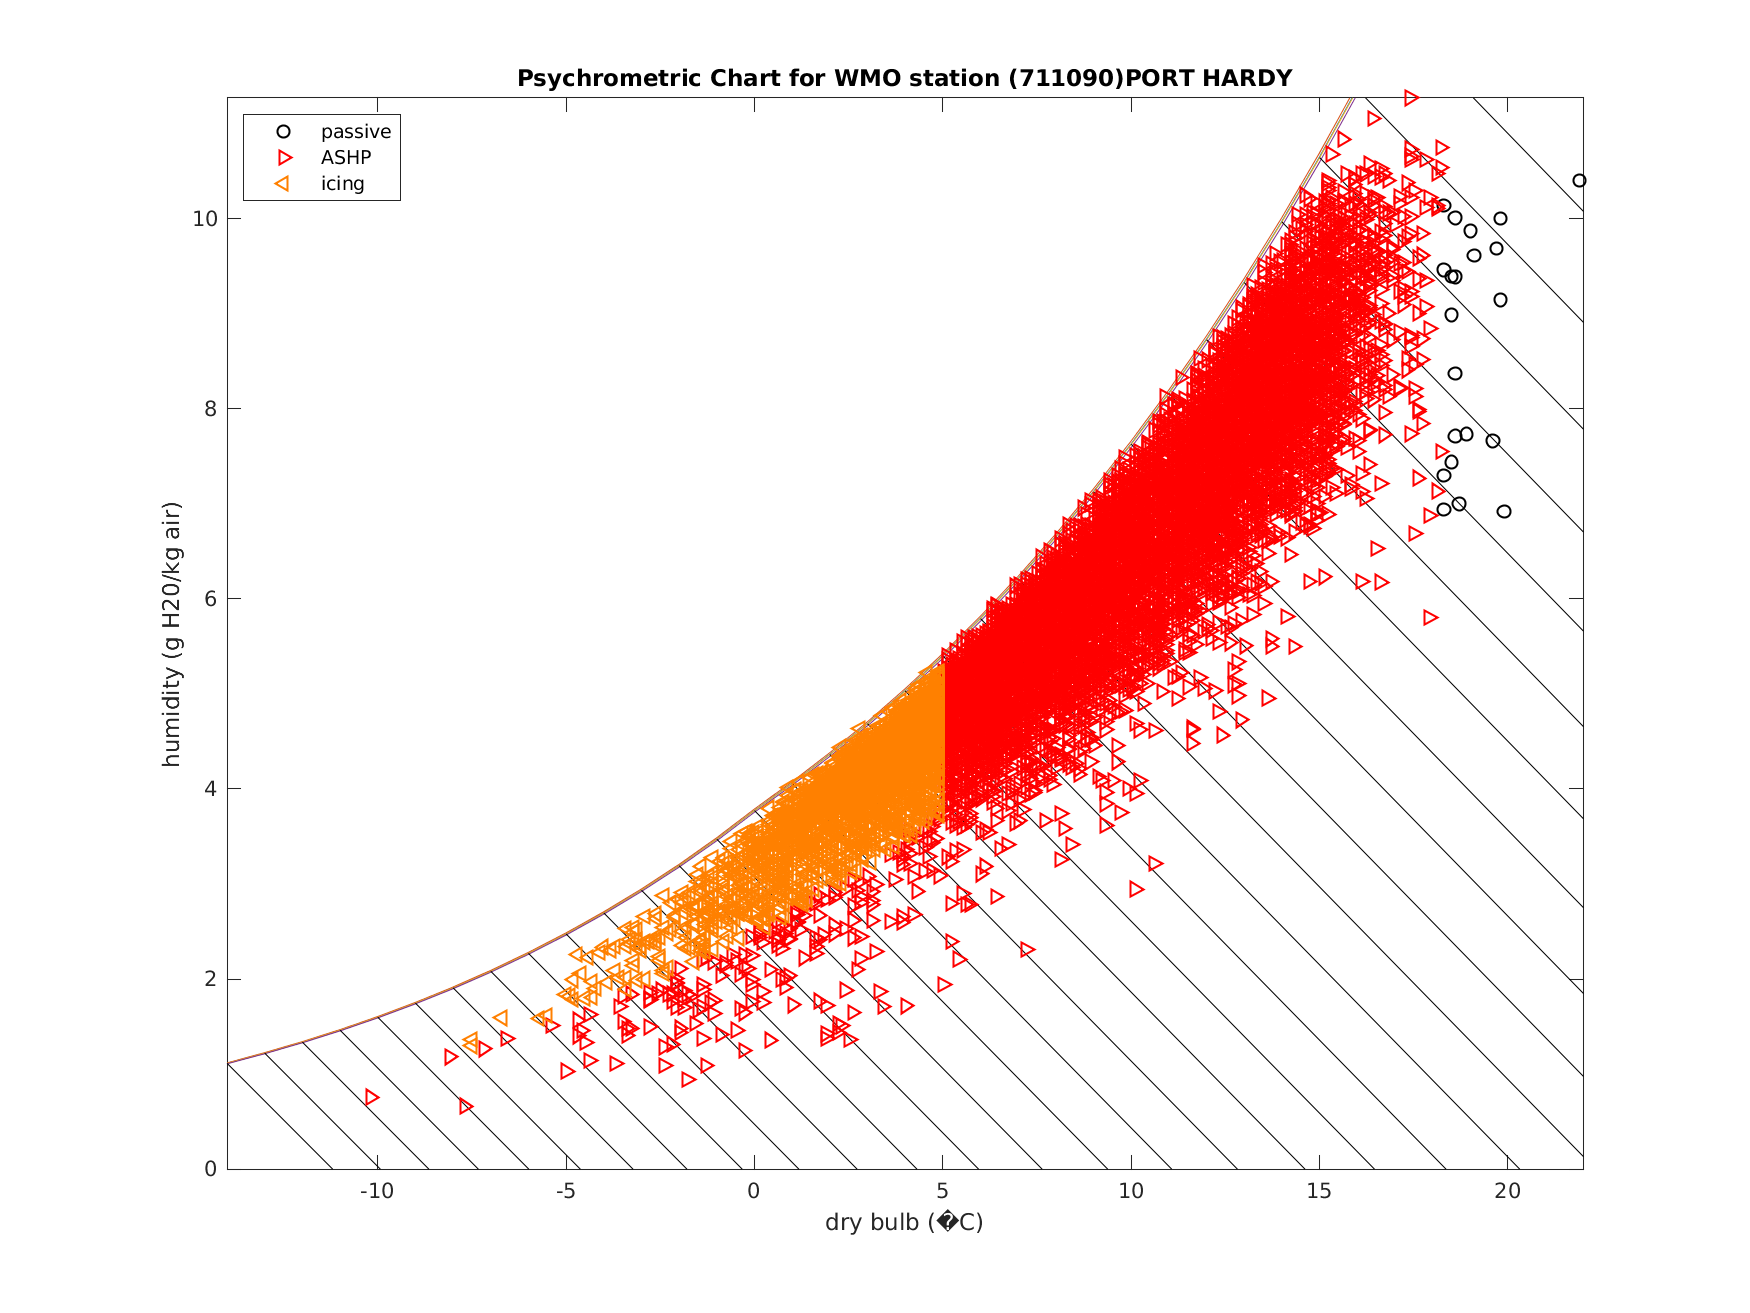 Psychrometric Chart for WMO station (711090)PORT HARDY
passive
ASHP
icing
humidity (g H20/kg air)
10
8
6
4
2
0
-10 -5 0 5 10 15 20
dry bulb (�C)